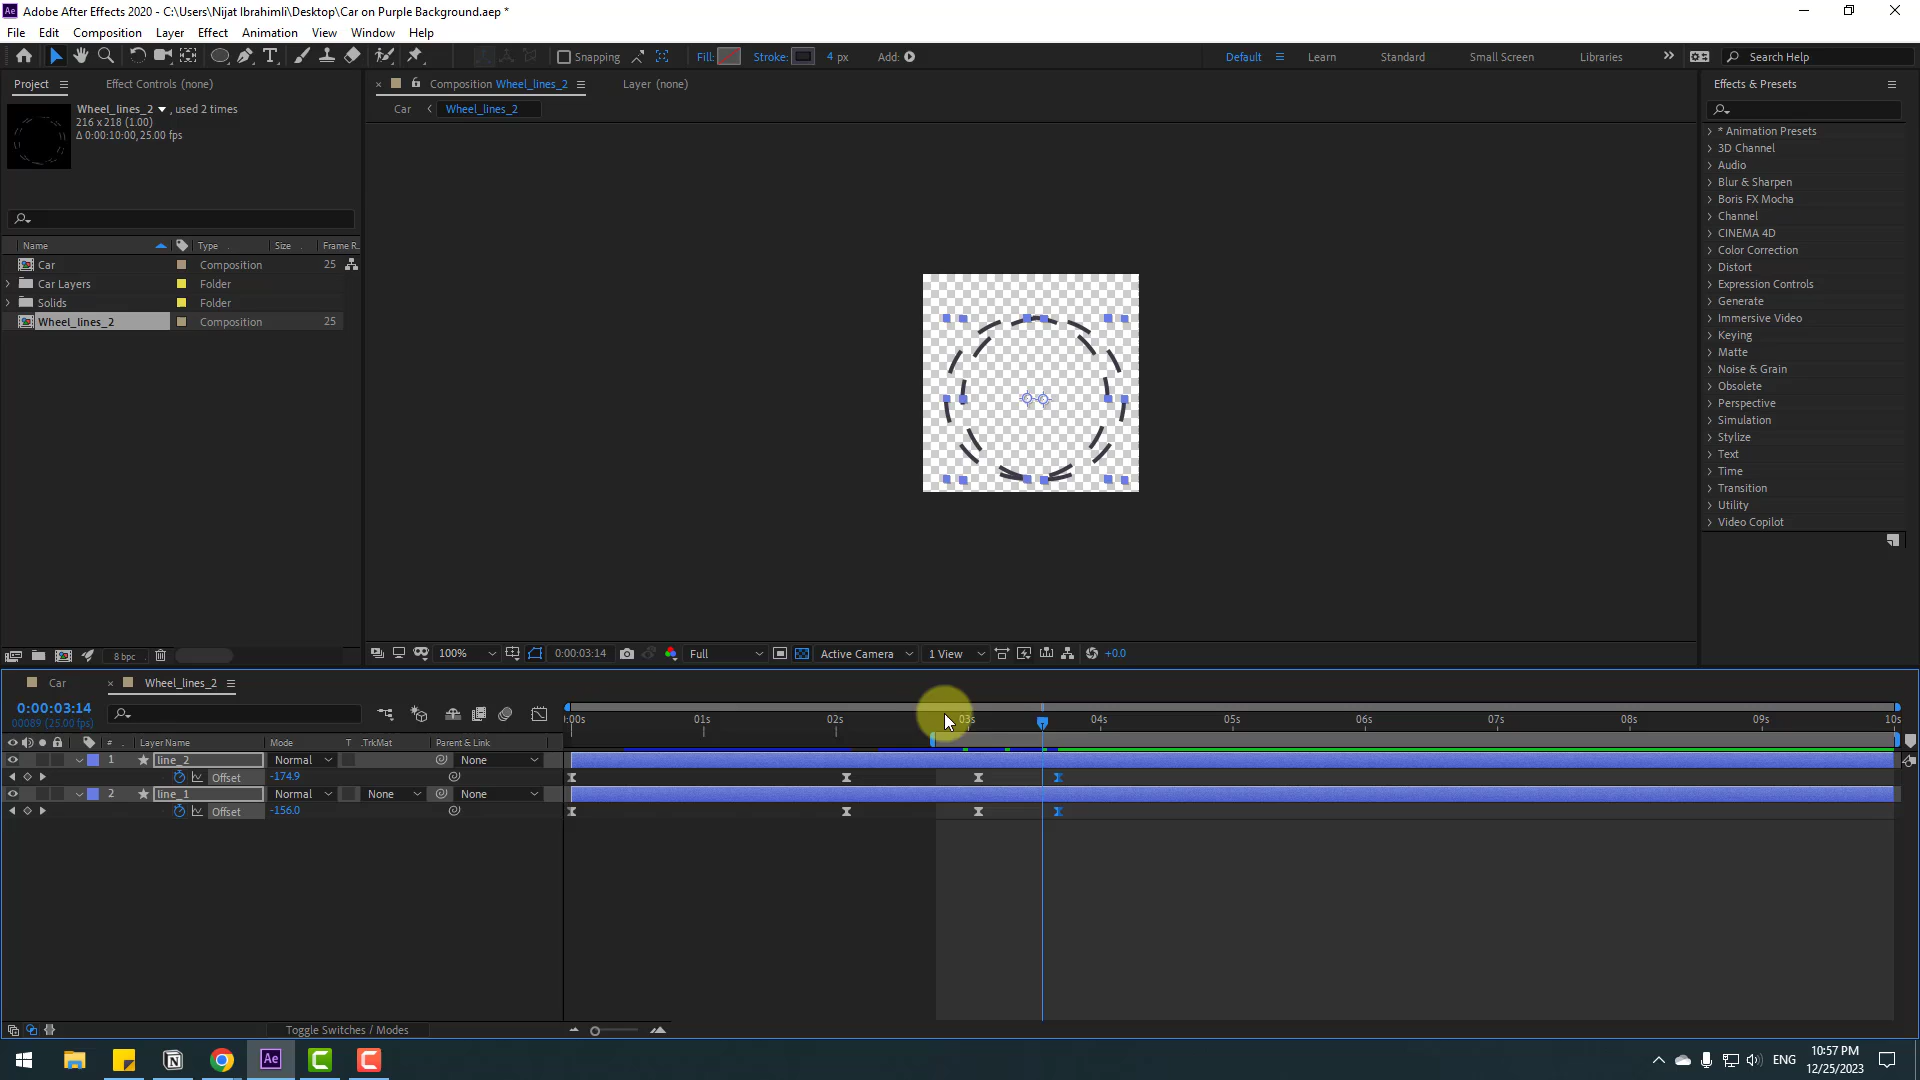 Adobe After Effects 2020 - C:\Users\Nijat Ibrahimli\Desktop\Car on Purple Background.aep *
File Edit Composition Layer Effect Animation View Window Help
Snapping Fill: Stroke: 4 px Add: Default Learn Standard Small Screen Libraries Search Help
Project Effect Controls (none) Composition Wheel_lines_2 Layer (none) Effects & Presets
Wheel_lines_2 , used 2 times
216 x 218 (1.00)
Δ 0:00:10:00, 25.00 fps
Car Wheel_lines_2
Name Type Size Frame R..
Car Composition 25
Car Layers Folder
Solids Folder
Wheel_lines_2 Composition 25
* Animation Presets
3D Channel
Audio
Blur & Sharpen
Boris FX Mocha
Channel
CINEMA 4D
Color Correction
Distort
Expression Controls
Generate
Immersive Video
Keying
Matte
Noise & Grain
Obsolete
Perspective
Simulation
Stylize
Text
Time
Transition
Utility
Video Copilot
8 bpc 100% 0:00:03:14 Full Active Camera 1 View +0.0
Car Wheel_lines_2
0:00:03:14
00089 (25.00 fps)
:00s 01s 02s 03s 04s 05s 06s 07s 08s 09s 10s
# Layer Name Mode T .TrkMat Parent & Link
1 line_2 Normal None
Offset -174.9
2 line_1 Normal None None
Offset -156.0
Toggle Switches / Modes
ENG 10:57 PM
12/25/2023